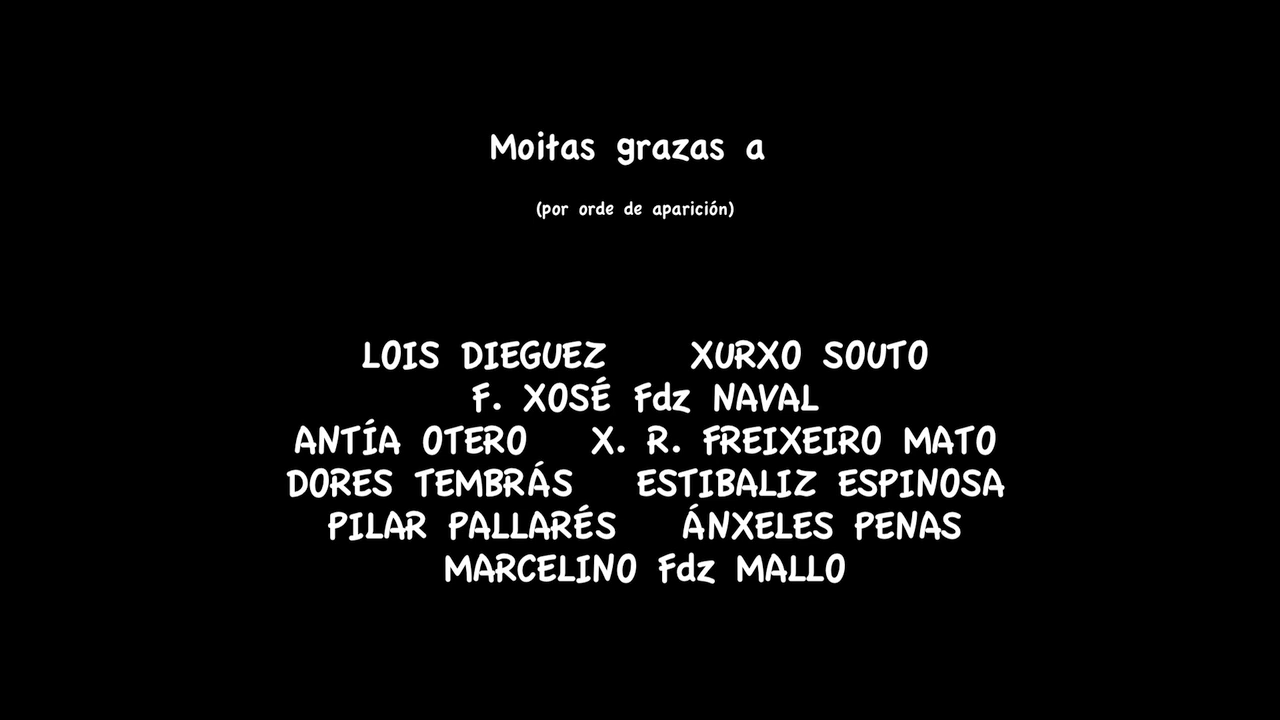 Moitas grazas a
(por orde de aparición)
LOIS DIEGUEZ XURXO SOUTO
F. XOSÉ Fdz NAVAL
ANTÍA OTERO X. R. FREIXEIRO MATO
DORES TEMBRÁS ESTIBALIZ ESPINOSA
PILAR PALLARÉS ÁNXELES PENAS
MARCELINO Fdz MALLO